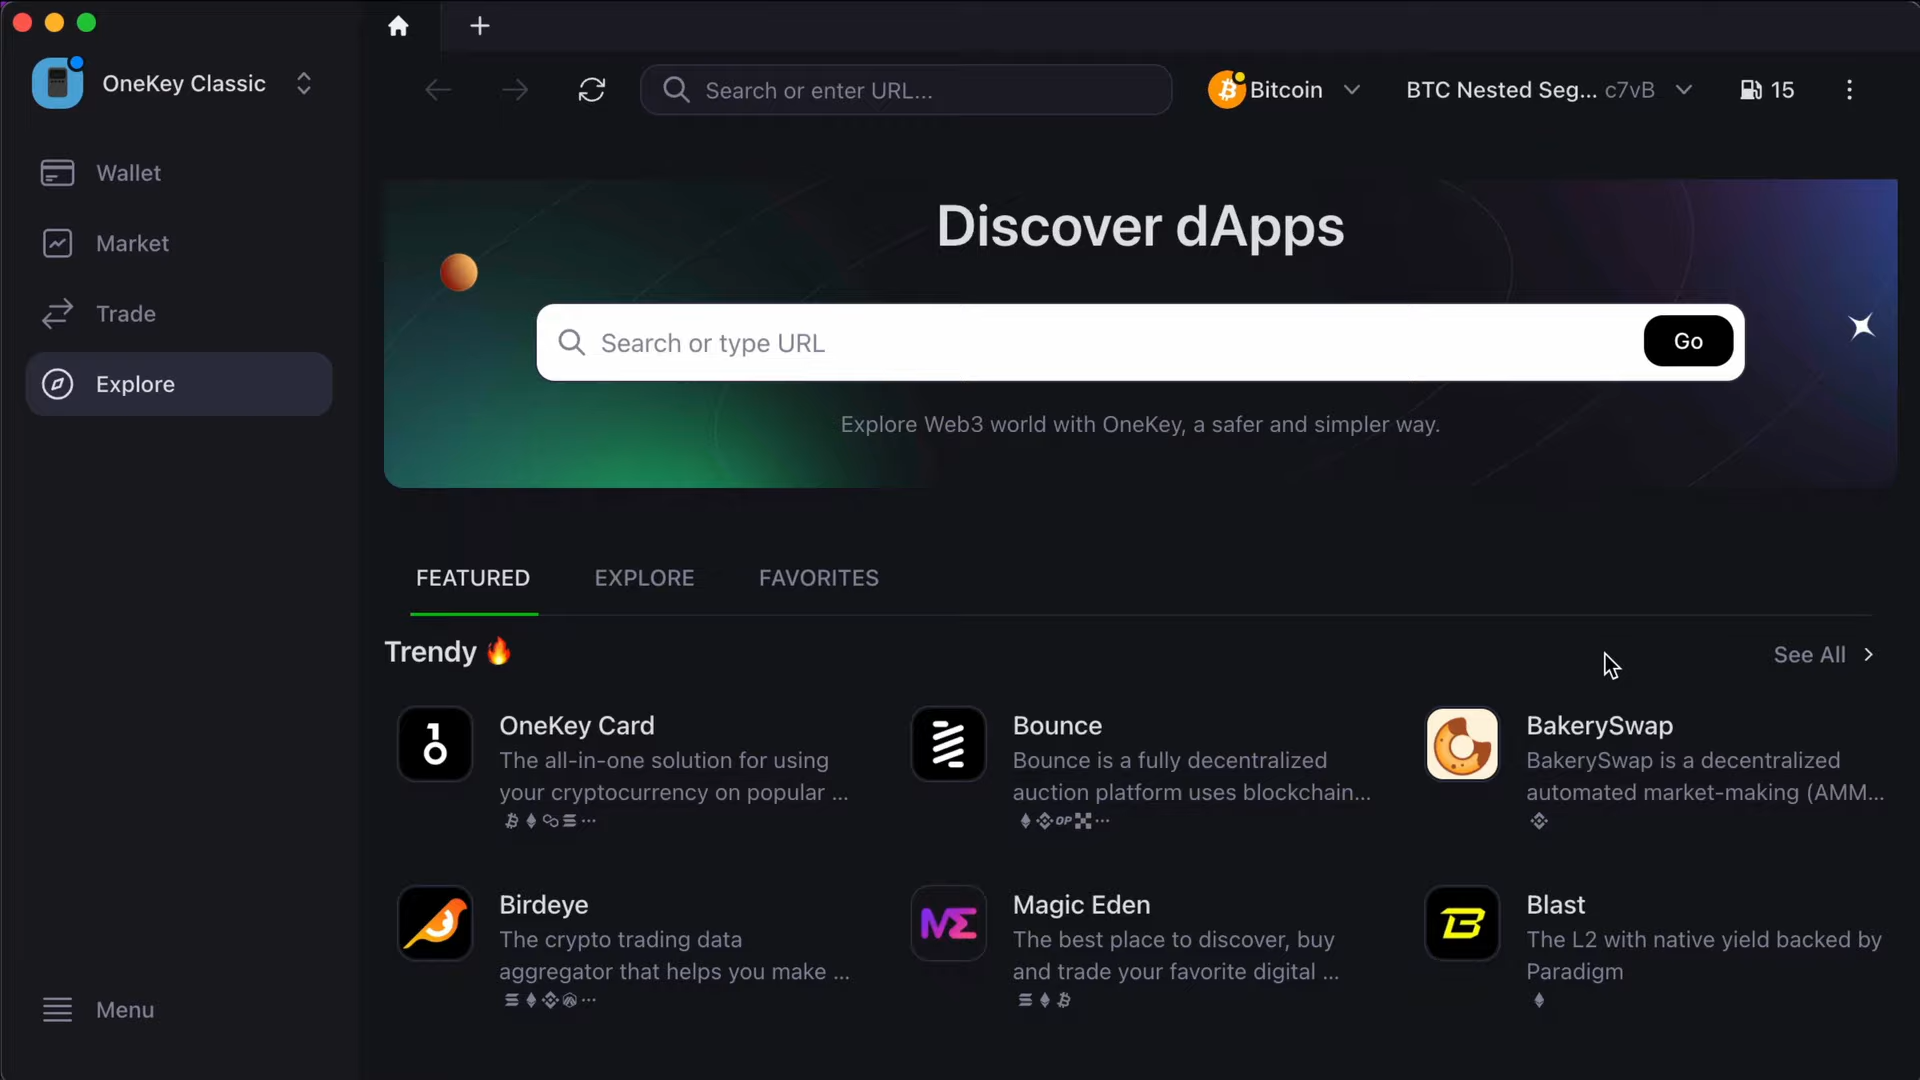 OneKey Classic
Search or enter URL...
Bitcoin
BTC Nested Seg... c7vB
15
Wallet
Market
Trade
Explore
Menu
Discover dApps
Search or type URL
Go
Explore Web3 world with OneKey, a safer and simpler way.
FEATURED
EXPLORE
FAVORITES
Trendy 🔥
See All
OneKey Card
The all-in-one solution for using
your cryptocurrency on popular ...
Bounce
Bounce is a fully decentralized
auction platform uses blockchain...
OP
BakerySwap
BakerySwap is a decentralized
automated market-making (AMM...
Birdeye
The crypto trading data
aggregator that helps you make ...
Magic Eden
The best place to discover, buy
and trade your favorite digital ...
Blast
The L2 with native yield backed by
Paradigm